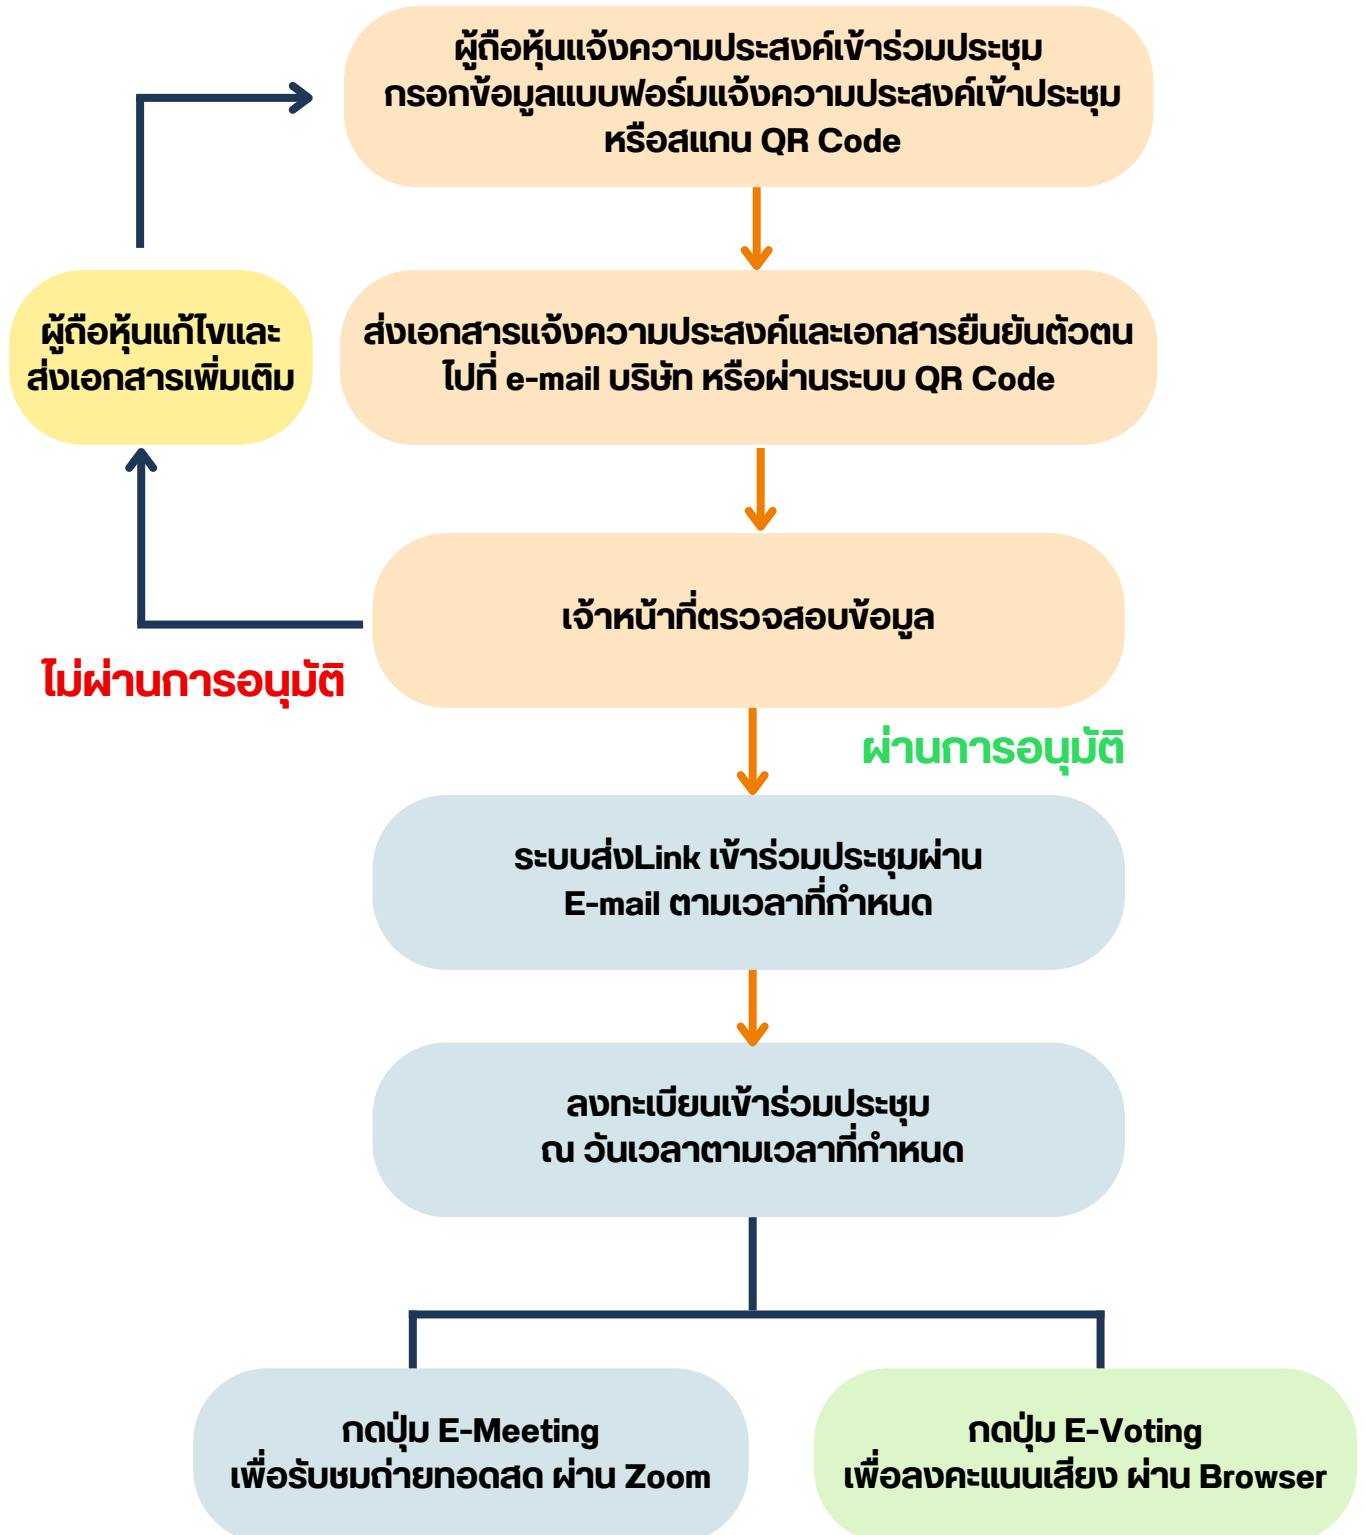 ผู้ถือหุ้นแจ้งความประสงค์เข้าร่วมประชุม
กรอกข้อมูลแบบฟอร์มแจ้งความประสงค์เข้าประชุม
หรือสแกน QR Code
ผู้ถือหุ้นแก้ไขและ
ส่งเอกสารเพิ่มเติม
ส่งเอกสารแจ้งความประสงค์และเอกสารยืนยันตัวตน
ไปที่ e-mail บริษัท หรือผ่านระบบ QR Code
เจ้าหน้าที่ตรวจสอบข้อมูล
ไม่ผ่านการอนุมัติ
ผ่านการอนุมัติ
ระบบส่งLink เข้าร่วมประชุมผ่าน
E-mail ตามเวลาที่กำหนด
ลงทะเบียนเข้าร่วมประชุม
ณ วันเวลาตามเวลาที่กำหนด
กดปุ่ม E-Meeting
เพื่อรับชมถ่ายทอดสด ผ่าน Zoom
กดปุ่ม E-Voting
เพื่อลงคะแนนเสียง ผ่าน Browser